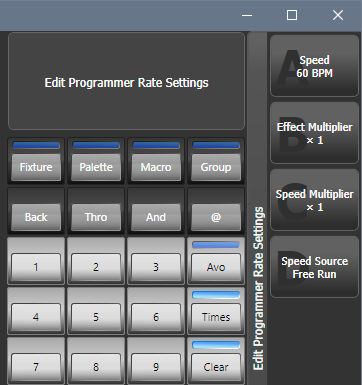 Edit Programmer Rate Settings
Fixture
Palette
Macro
Group
Back
Thro
And
@
1
2
3
Avo
4
5
6
Times
7
8
9
Clear
Edit Programmer Rate Settings
A
Speed
60 BPM
B
Effect Multiplier
× 1
C
Speed Multiplier
× 1
D
Speed Source
Free Run